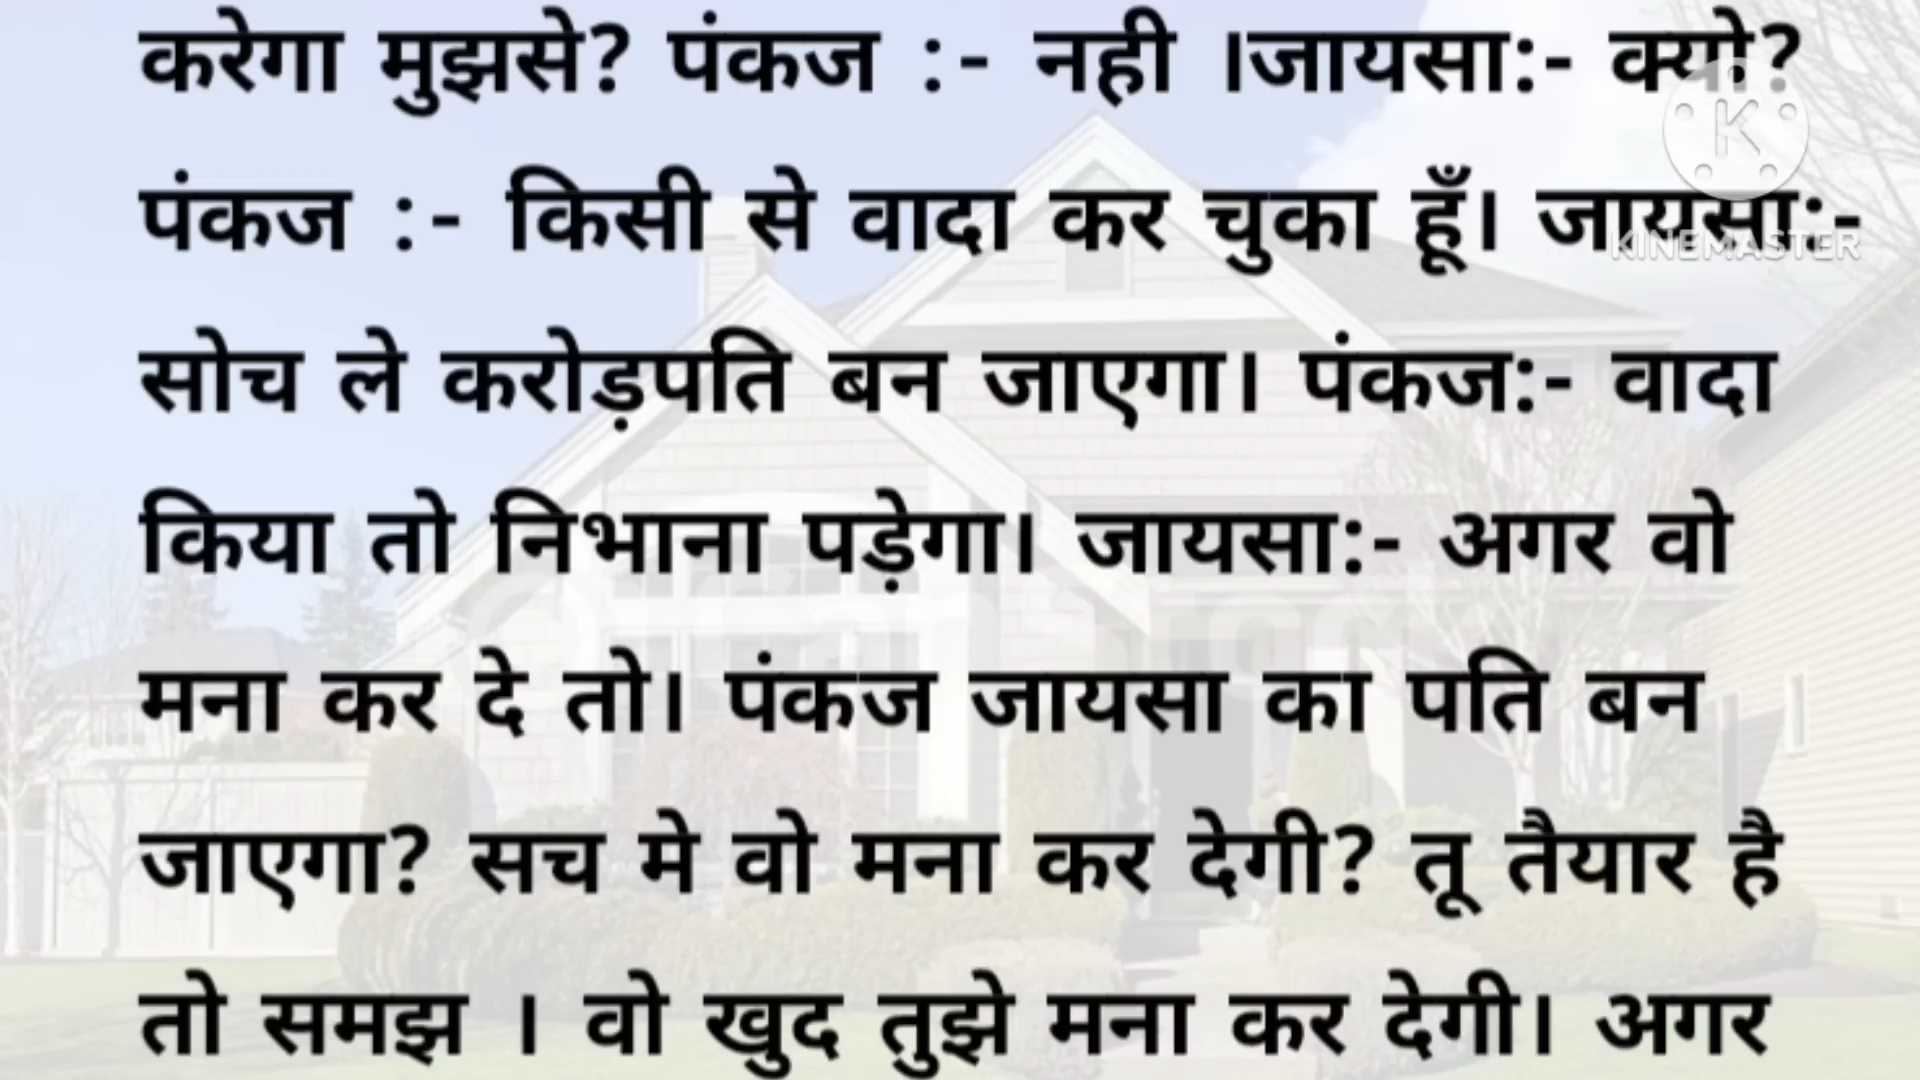 करेगा मुझसे? पंकज :- नही ।जायसा:- क्यो?
पंकज :- किसी से वादा कर चुका हूँ। जायसा:-
सोच ले करोड़पति बन जाएगा। पंकज:- वादा
किया तो निभाना पड़ेगा। जायसा:- अगर वो
मना कर दे तो। पंकज जायसा का पति बन
जाएगा? सच मे वो मना कर देगी? तू तैयार है
तो समझ । वो खुद तुझे मना कर देगी। अगर
K
KINEMASTER